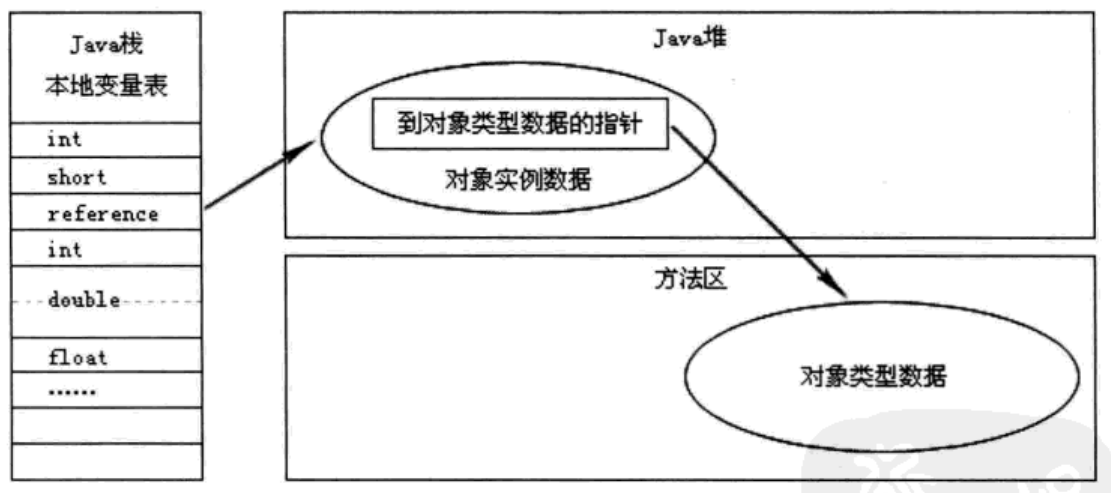 Java栈
本地变量表
int
short
reference
int
double
float
......
Java堆
到对象类型数据的指针
对象实例数据
方法区
对象类型数据